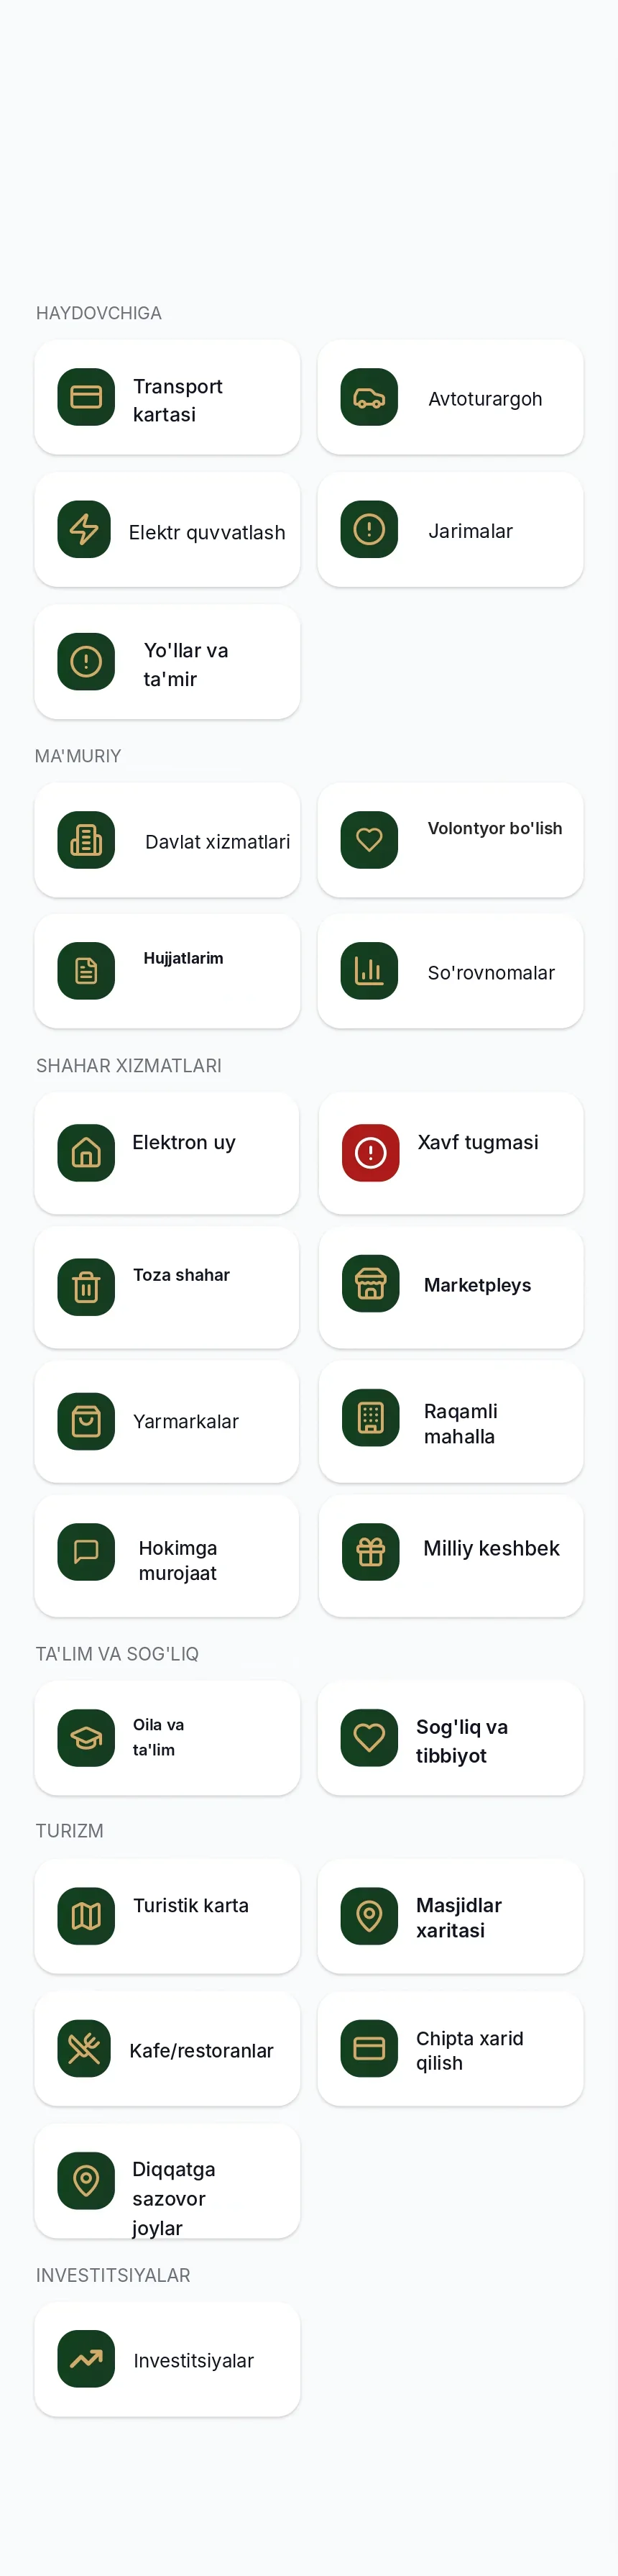 HAYDOVCHIGA
Transport
kartasi
Avtoturargoh
Elektr quvvatlash
Jarimalar
Yo'llar va
ta'mir
MA'MURIY
Davlat xizmatlari
Volontyor bo'lish
Hujjatlarim
So'rovnomalar
SHAHAR XIZMATLARI
Elektron uy
Xavf tugmasi
Toza shahar
Marketpleys
Yarmarkalar
Raqamli
mahalla
Hokimga
murojaat
Milliy keshbek
TA'LIM VA SOG'LIQ
Oila va
ta'lim
Sog'liq va
tibbiyot
TURIZM
Turistik karta
Masjidlar
xaritasi
Kafe/restoranlar
Chipta xarid
qilish
Diqqatga
sazovor
joylar
INVESTITSIYALAR
Investitsiyalar